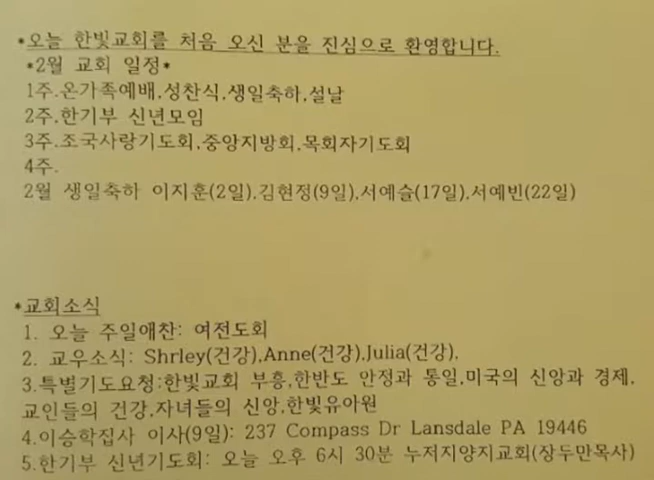 *오늘 한빛교회를 처음 오신 분을 진심으로 환영합니다.
*2월 교회 일정*
1주.온가족예배,성찬식,생일축하,설날
2주,한기부 신년모임
3주.조국사랑기도회,중앙지방회,목회자기도회
4주.
2월 생일축하 이지훈(2일),김현정(9일),서예슬(17일),서예빈(22일)
*교회소식
1. 오늘 주일애찬: 여전도회
2. 교우소식: Shrley(건강),Anne(건강),Julia(건강),
3.특별기도요청:한빛교회 부흥,한반도 안정과 통일,미국의 신앙과 경제,
교인들의 건강,자녀들의 신앙,한빛유아원
4.이승학집사 이사(9일): 237 Compass Dr Lansdale PA 19446
5.한기부 신년기도회: 오늘 오후 6시 30분 누저지양지교회(장두만목사)